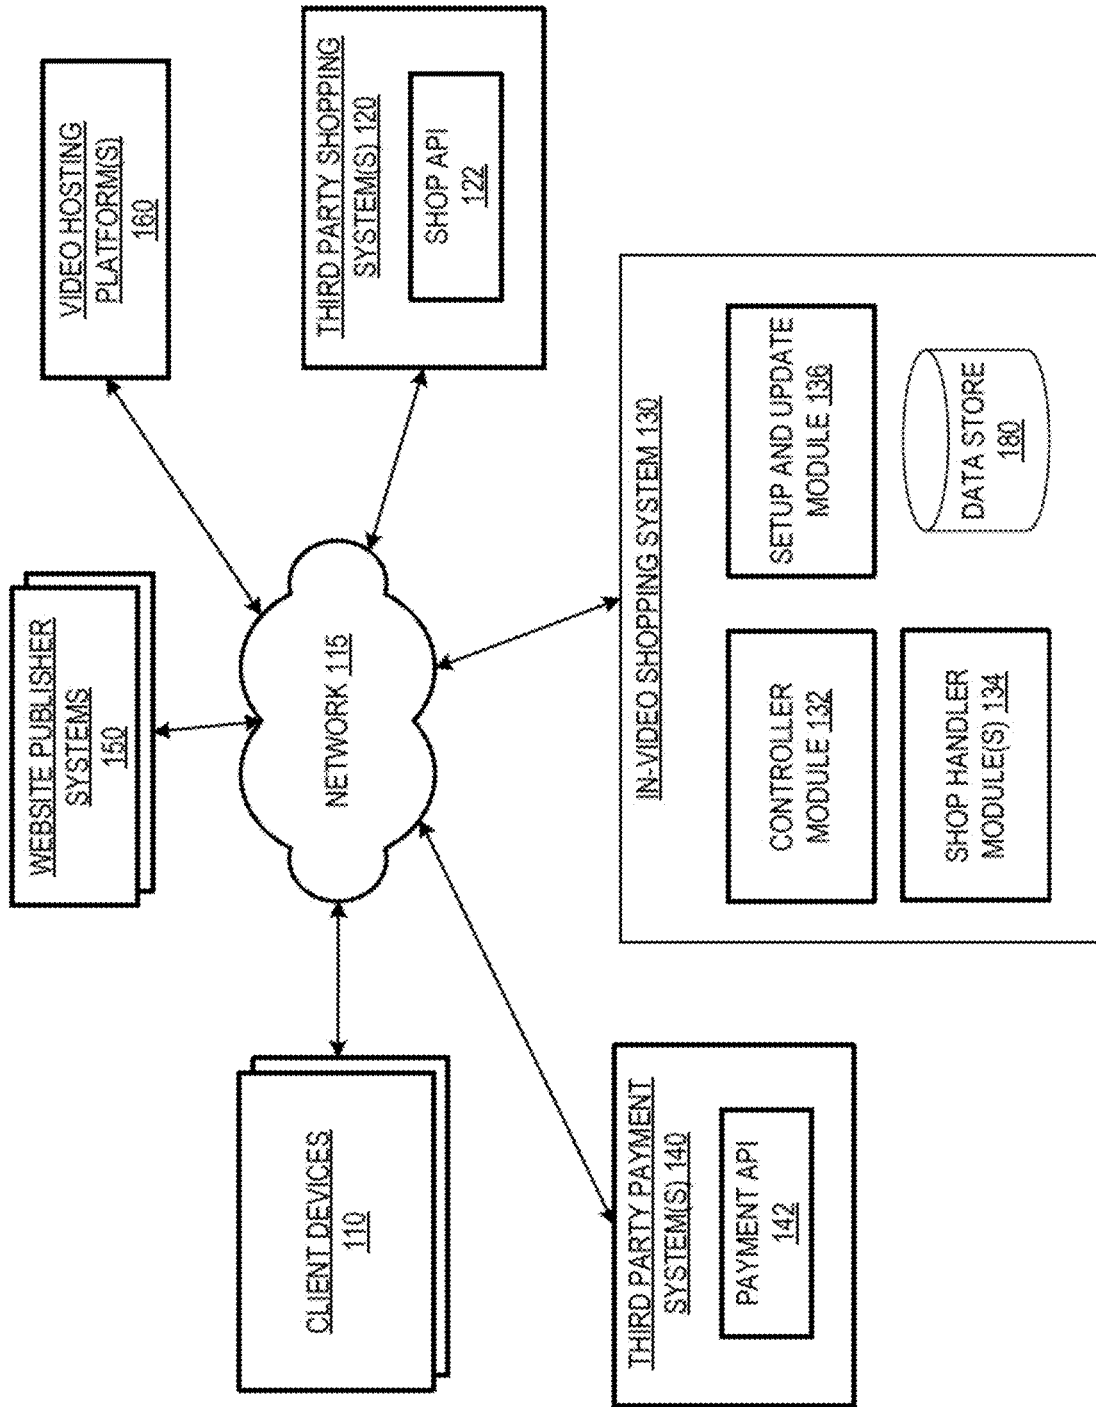 WEBSITE PUBLISHER
SYSTEMS
150
VIDEO HOSTING
PLATFORM(S)
160
CLIENT DEVICES
110
NETWORK 115
THIRD PARTY SHOPPING
SYSTEM(S) 120
SHOP API
122
THIRD PARTY PAYMENT
SYSTEM(S) 140
PAYMENT API
142
IN-VIDEO SHOPPING SYSTEM 130
CONTROLLER
MODULE 132
SETUP AND UPDATE
MODULE 136
SHOP HANDLER
MODULE(S) 134
DATA STORE
180